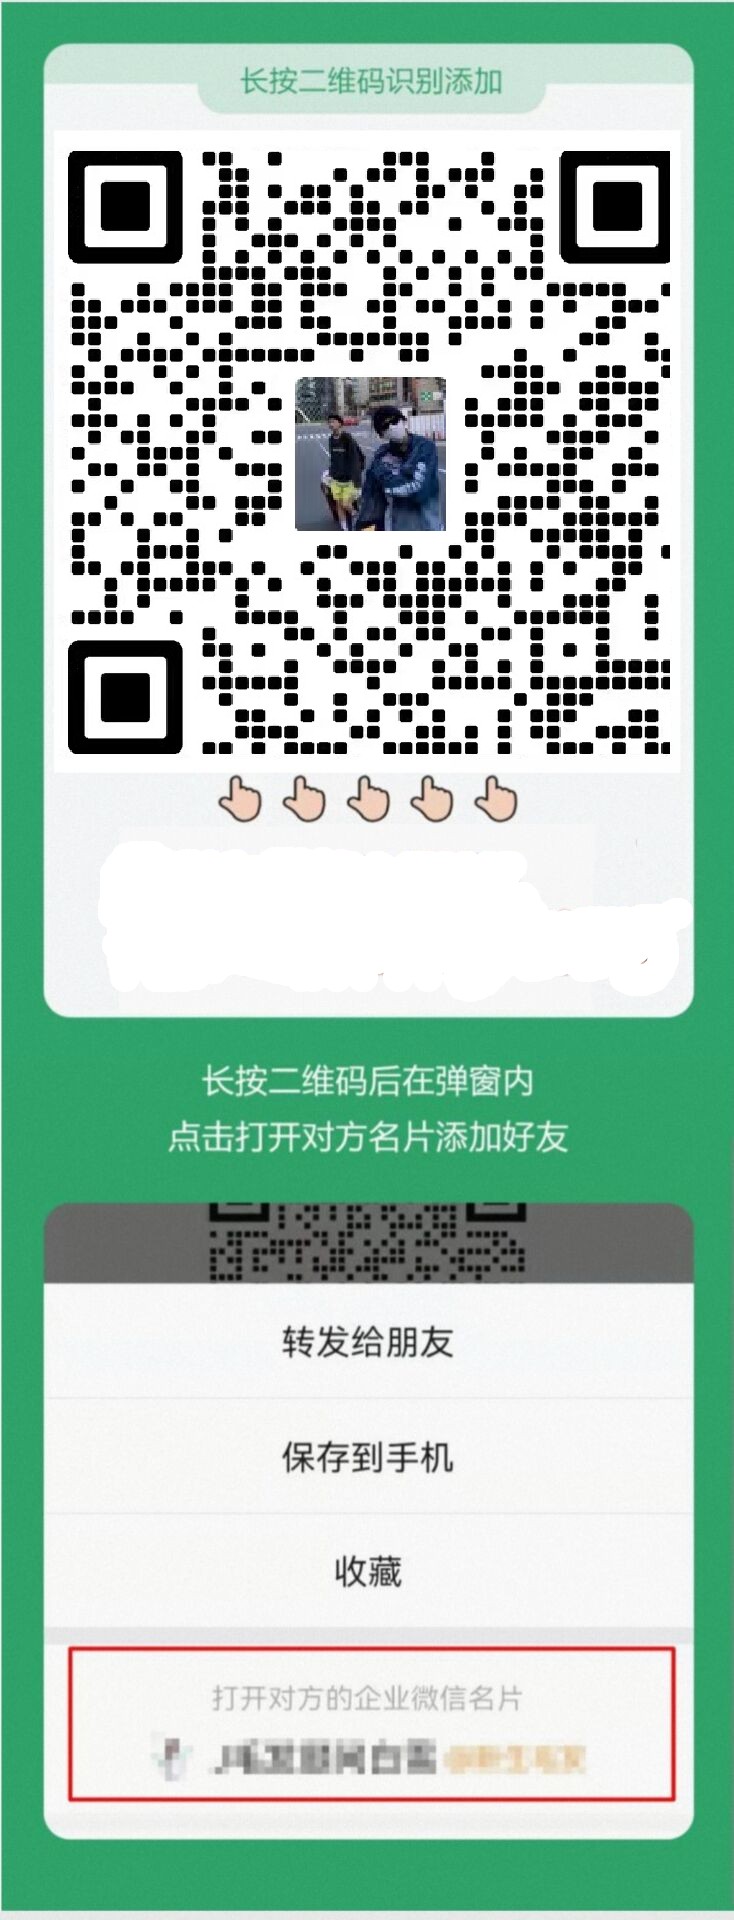 长按二维码识别添加
长按二维码后在弹窗内
点击打开对方名片添加好友
转发给朋友
保存到手机
收藏
打开对方的企业微信名片